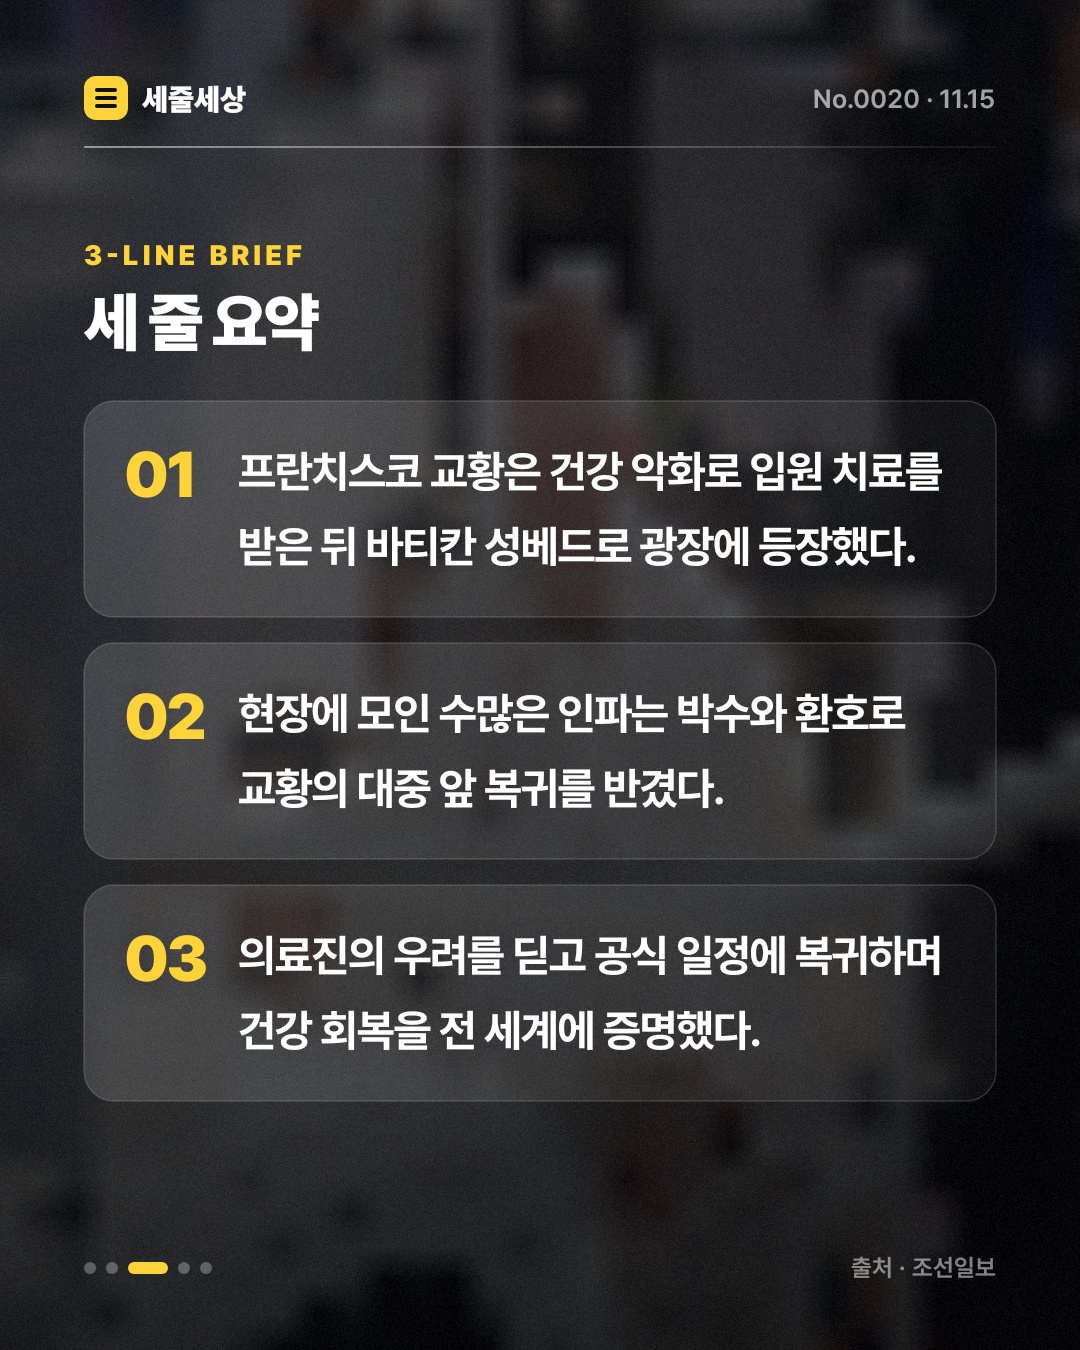 세줄세상
No.0020 · 11.15
3-LINE BRIEF
세 줄 요약
01
프란치스코 교황은 건강 악화로 입원 치료를
받은 뒤 바티칸 성베드로 광장에 등장했다.
02
현장에 모인 수많은 인파는 박수와 환호로
교황의 대중 앞 복귀를 반겼다.
03
의료진의 우려를 딛고 공식 일정에 복귀하며
건강 회복을 전 세계에 증명했다.
출처 · 조선일보